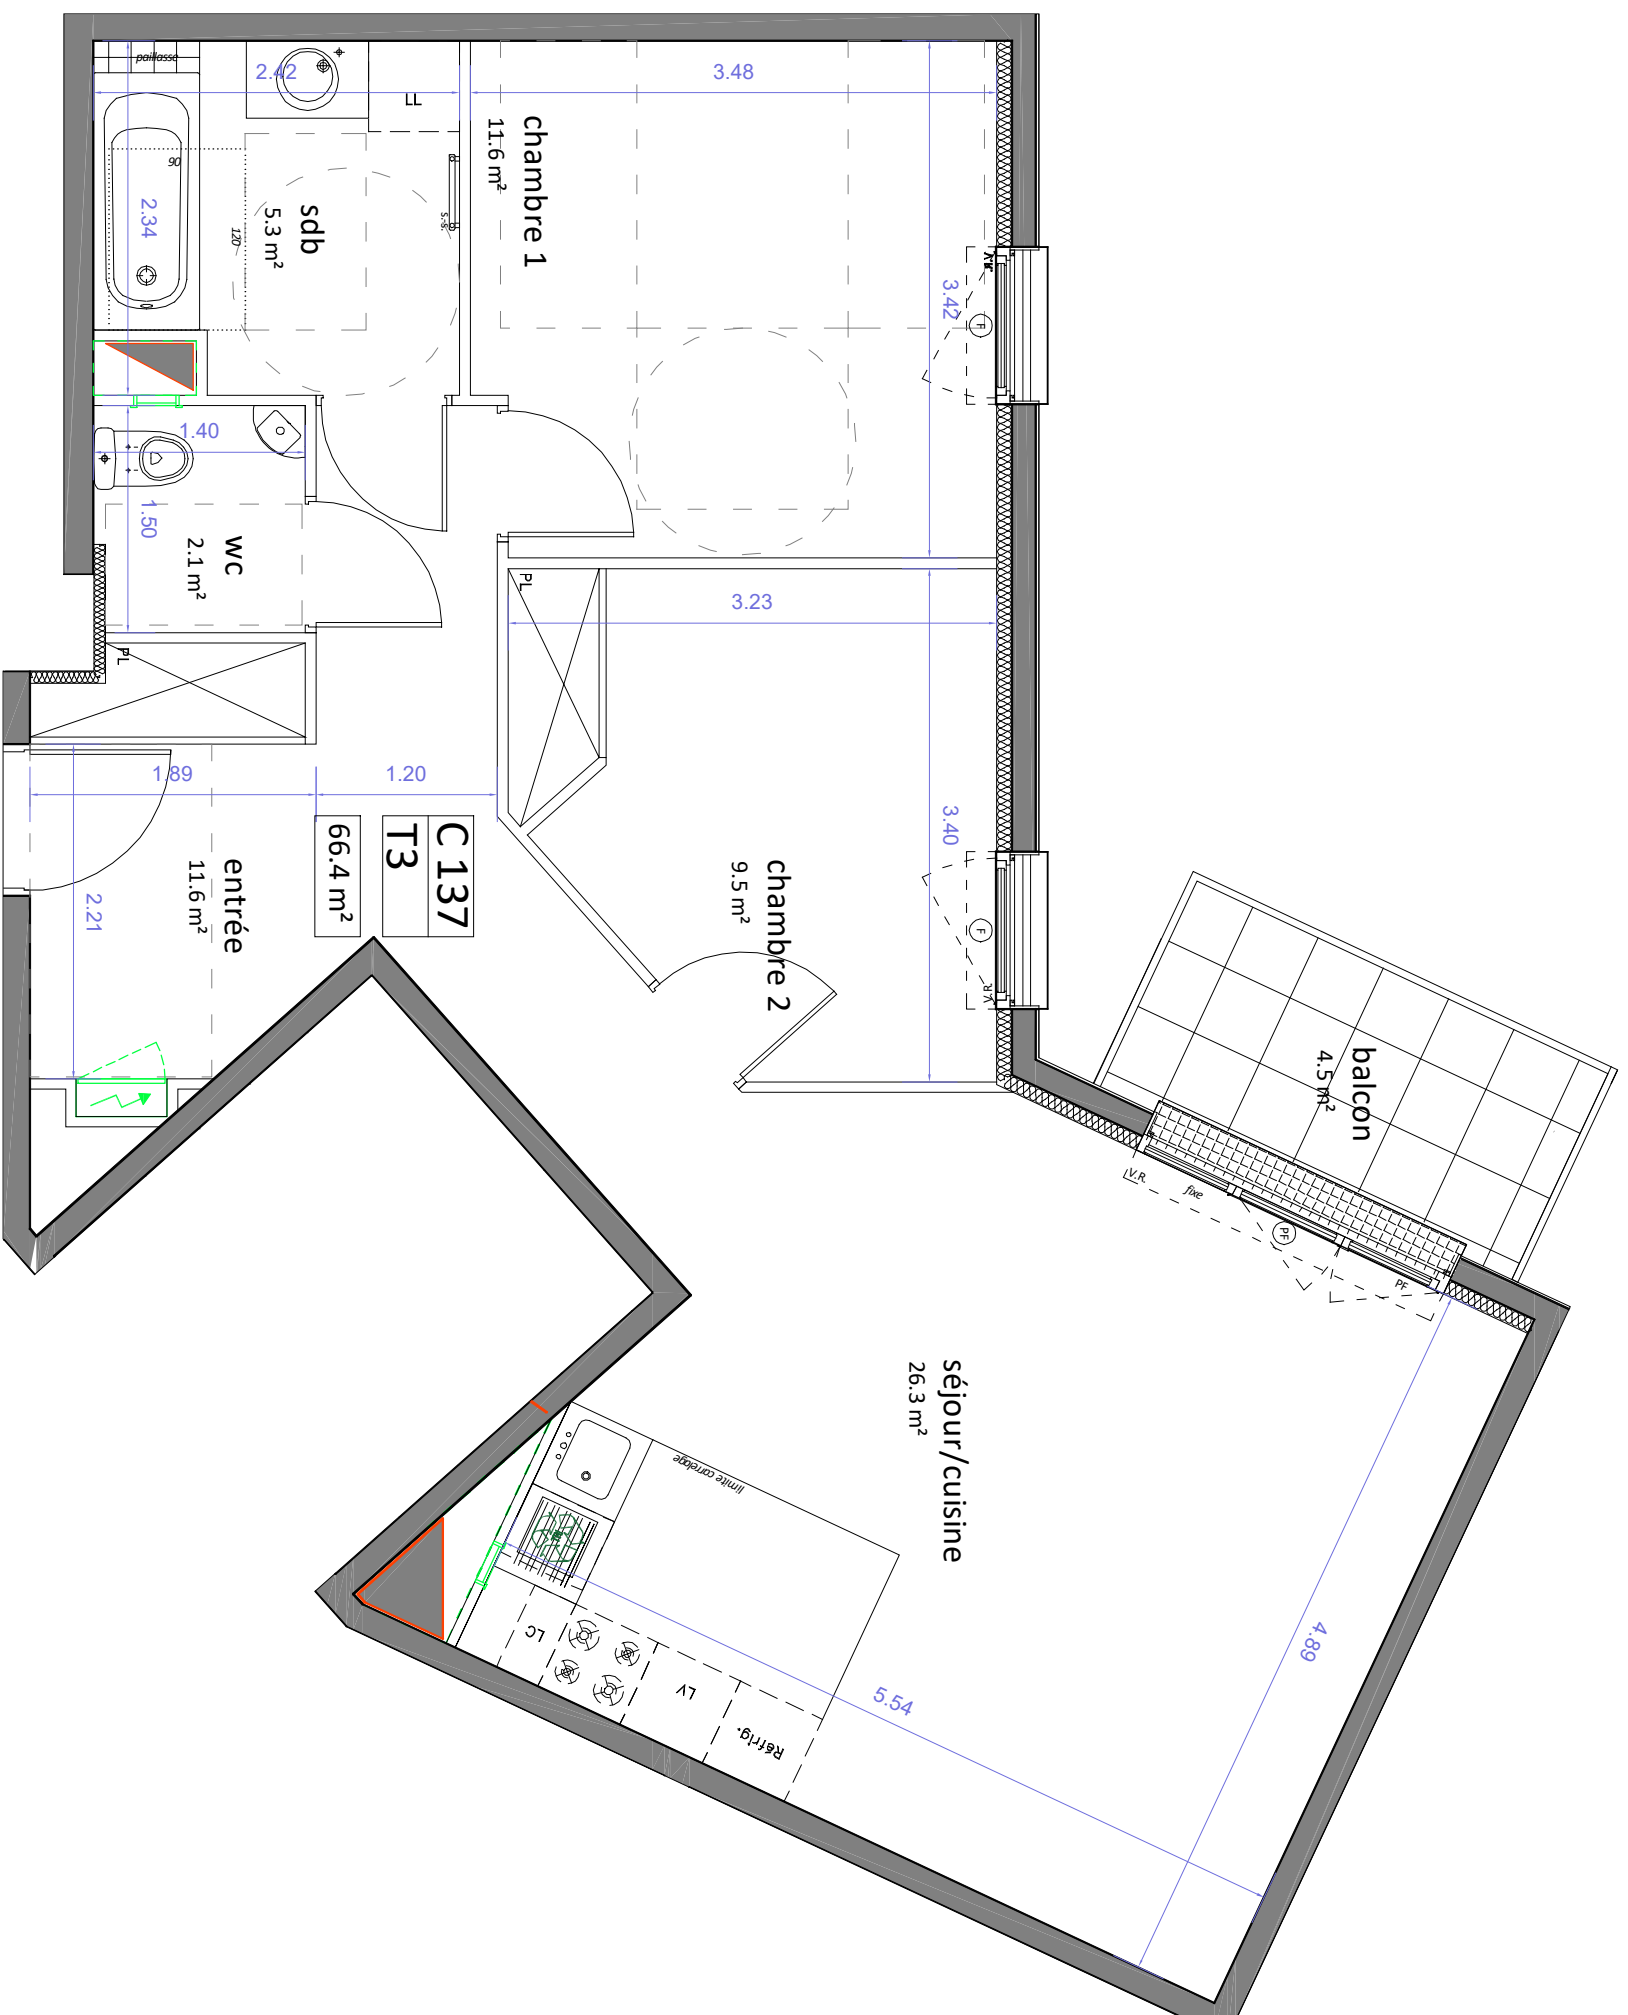 paillasse
2.42
LL
3.48
chambre 1
11.6 m²
90
2.34
120
sdb
5.3 m²
s.-s.
3.42
V.R.
F
1.40
1.50
wc
2.1 m²
PL
PL
3.23
1.89
1.20
3.40
C 137
T3
66.4 m²
entrée
11.6 m²
2.21
chambre 2
9.5 m²
F
V.R.
balcon
4.5 m²
V.R.
fixe
PF
PF
séjour/cuisine
26.3 m²
limite carrelage
4.89
LC
LV
Réfrig.
5.54